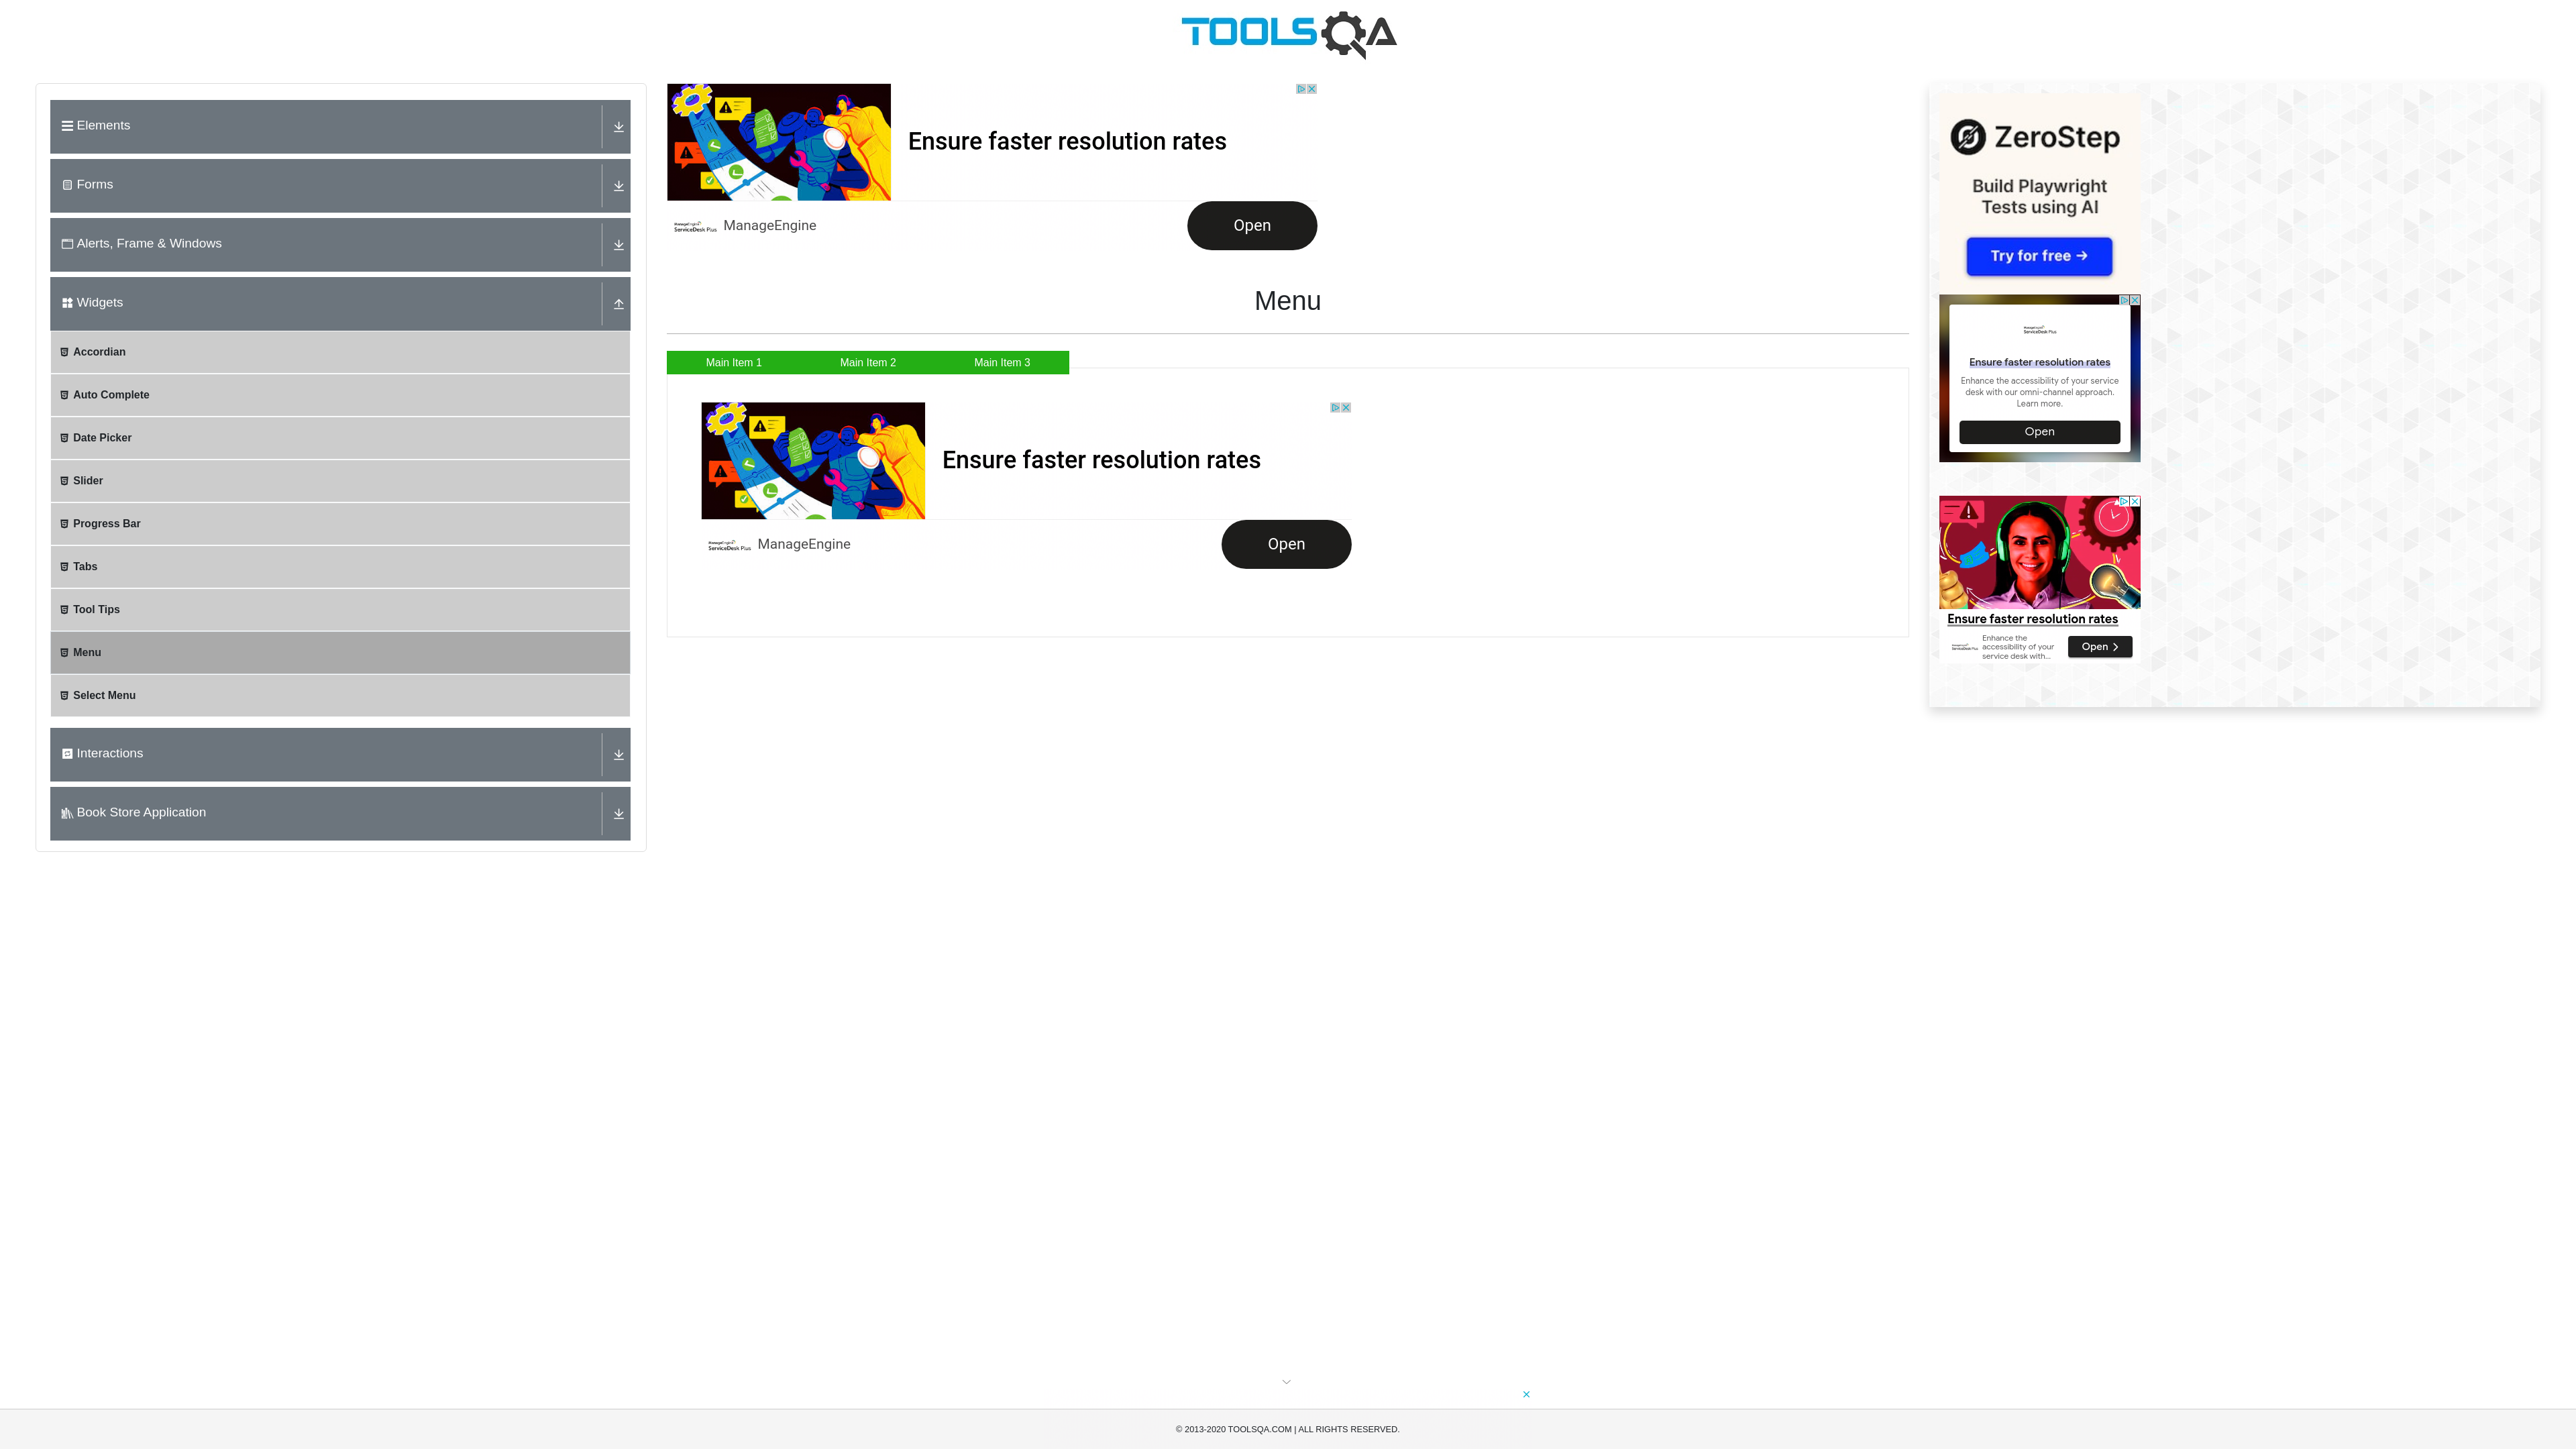 TOOLSQA
Elements
Forms
Alerts, Frame & Windows
Widgets
Accordian
Auto Complete
Date Picker
Slider
Progress Bar
Tabs
Tool Tips
Menu
Select Menu
Interactions
Book Store Application
Ensure faster resolution rates
ManageEngine
ServiceDesk Plus
ManageEngine
Open
Menu
Main Item 1
Main Item 2
Main Item 3
Ensure faster resolution rates
ManageEngine
ServiceDesk Plus
ManageEngine
Open
ZeroStep
Build Playwright
Tests using AI
Try for free →
ManageEngine
ServiceDesk Plus
Ensure faster resolution rates
Enhance the accessibility of your service
desk with our omni-channel approach.
Learn more.
Open
Ensure faster resolution rates
ServiceDesk Plus
Enhance the
accessibility of your
service desk with...
Open
© 2013-2020 TOOLSQA.COM | ALL RIGHTS RESERVED.